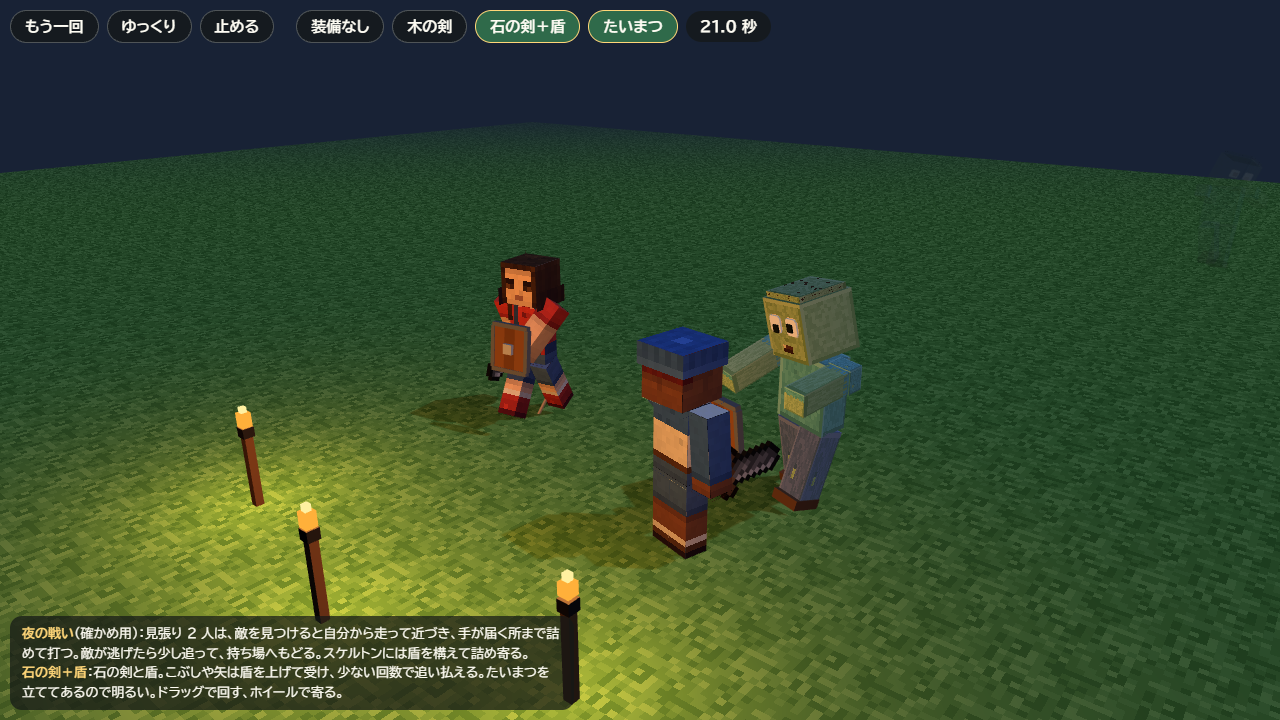 もう一回 ゆっくり 止める 装備なし 木の剣 石の剣＋盾 たいまつ 21.0 秒
夜の戦い（確かめ用）：見張り 2 人は、敵を見つけると自分から走って近づき、手が届く所まで詰
めて打つ。敵が逃げたら少し追って、持ち場へもどる。スケルトンには盾を構えて詰め寄る。
石の剣＋盾：石の剣と盾。こぶしや矢は盾を上げて受け、少ない回数で追い払える。たいまつを
立ててあるので明るい。ドラッグで回す、ホイールで寄る。